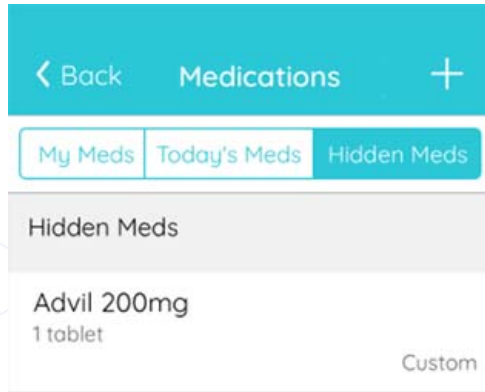 Back Medications +
My Meds Today's Meds Hidden Meds
Hidden Meds
Advil 200mg
1 tablet
Custom